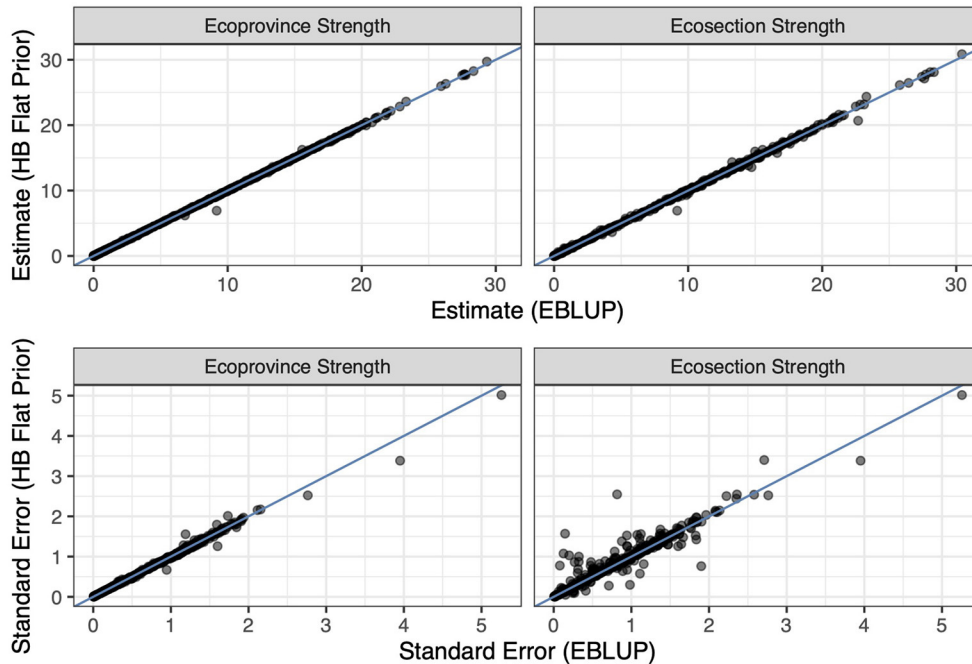 Ecoprovince Strength Ecosection Strength
Estimate (HB Flat Prior)
30
20
10
0
0 10 20 30 0 10 20 30
Estimate (EBLUP)
Ecoprovince Strength Ecosection Strength
Standard Error (HB Flat Prior)
5
4
3
2
1
0
0 1 2 3 4 5 0 1 2 3 4 5
Standard Error (EBLUP)